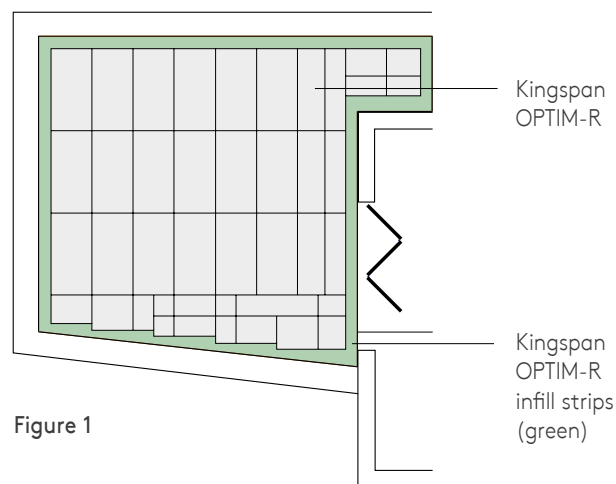 Kingspan
OPTIM-R
Kingspan
OPTIM-R
infill strips
(green)
Figure 1